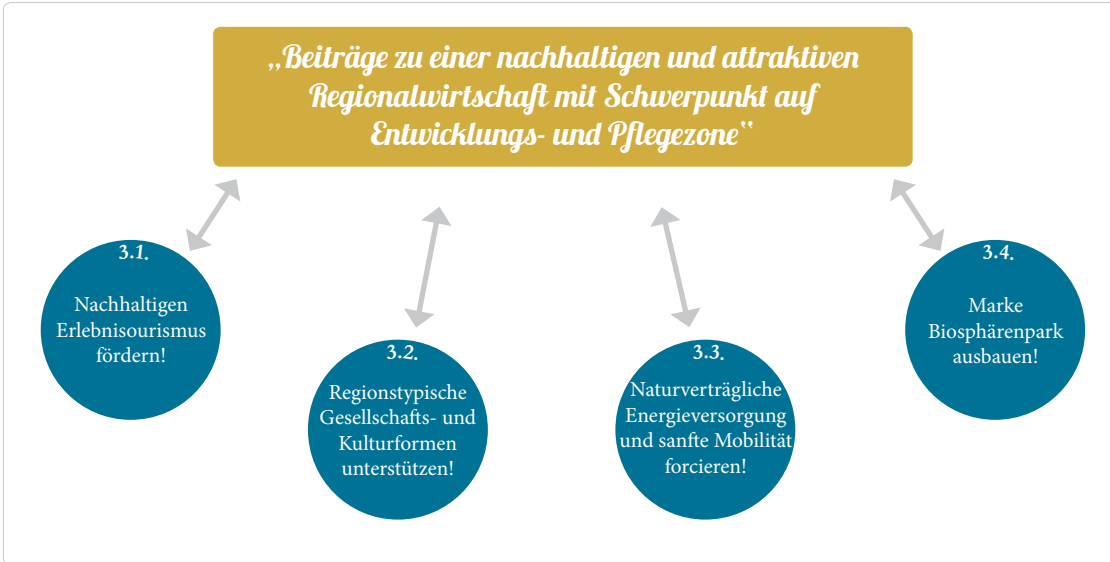 „Beiträge zu einer nachhaltigen und attraktiven
Regionalwirtschaft mit Schwerpunkt auf
Entwicklungs- und Pflegezone“
3.1.
Nachhaltigen
Erlebnisourismus
fördern!
3.2.
Regionstypische
Gesellschafts- und
Kulturformen
unterstützen!
3.3.
Naturverträgliche
Energieversorgung
und sanfte Mobilität
forcieren!
3.4.
Marke
Biosphärenpark
ausbauen!